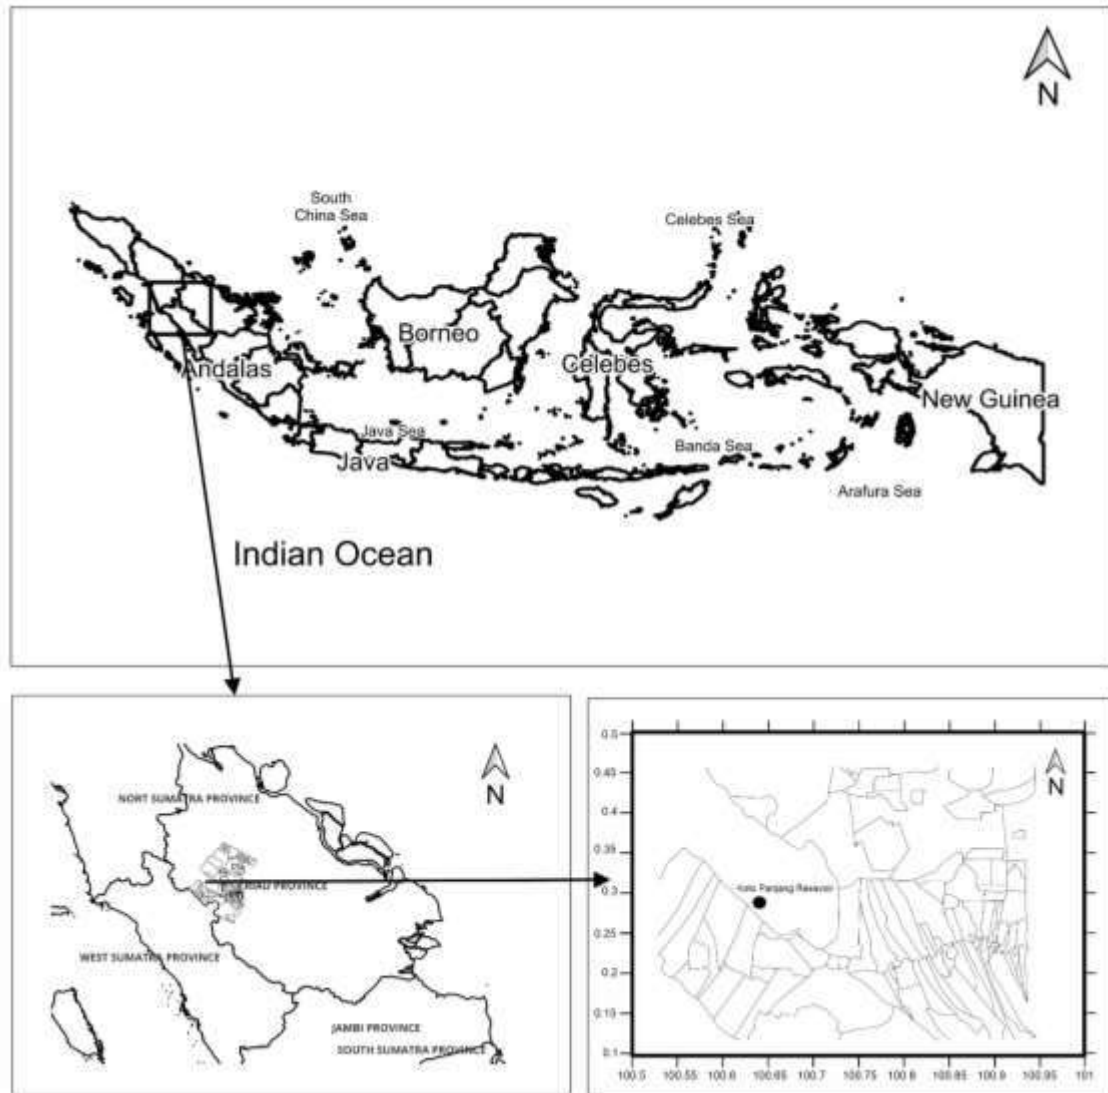 N
South
China Sea
Celebes Sea
Borneo
Andalas
Celebes
New Guinea
Java Sea
Banda Sea
Java
Arafura Sea
Indian Ocean
N
NORT SUMATRA PROVINCE
RIAU PROVINCE
WEST SUMATRA PROVINCE
JAMBI PROVINCE
SOUTH SUMATRA PROVINCE
N
0.5
0.45
0.4
0.35
0.3
0.25
0.2
0.15
0.1
Koto Panjang
100.5 100.55 100.6 100.65 100.7 100.75 100.8 100.85 100.9 100.95 101